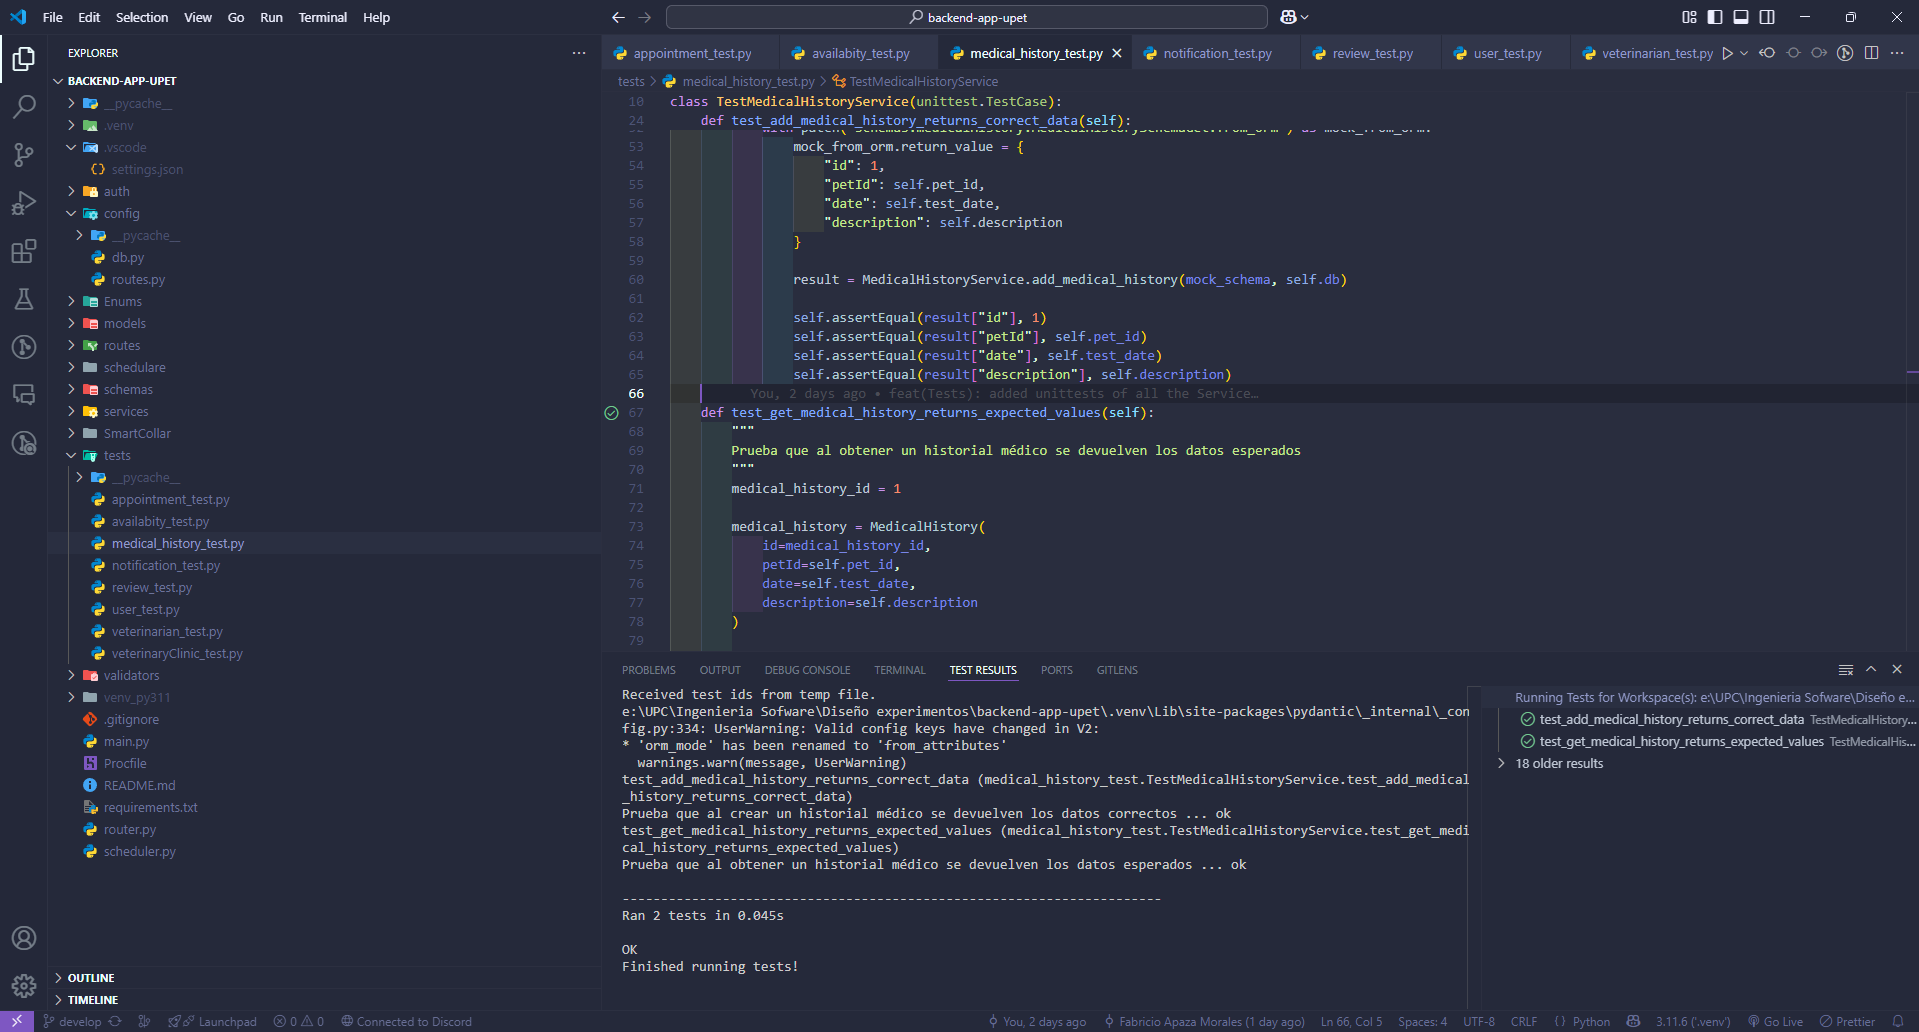 File Edit Selection View Go Run Terminal Help
backend-app-upet
EXPLORER
BACKEND-APP-UPET
__pycache__
.venv
.vscode
settings.json
auth
config
__pycache__
db.py
routes.py
Enums
models
routes
schedulare
schemas
services
SmartCollar
tests
__pycache__
appointment_test.py
availabity_test.py
medical_history_test.py
notification_test.py
review_test.py
user_test.py
veterinarian_test.py
veterinaryClinic_test.py
validators
venv_py311
.gitignore
main.py
Procfile
README.md
requirements.txt
router.py
scheduler.py
OUTLINE
TIMELINE
appointment_test.py availabity_test.py medical_history_test.py notification_test.py review_test.py user_test.py veterinarian_test.py
tests > medical_history_test.py > TestMedicalHistoryService
10 class TestMedicalHistoryService(unittest.TestCase):
24 def test_add_medical_history_returns_correct_data(self):
53 mock_from_orm.return_value = {
54 "id": 1,
55 "petId": self.pet_id,
56 "date": self.test_date,
57 "description": self.description
58 }
59
60 result = MedicalHistoryService.add_medical_history(mock_schema, self.db)
61
62 self.assertEqual(result["id"], 1)
63 self.assertEqual(result["petId"], self.pet_id)
64 self.assertEqual(result["date"], self.test_date)
65 self.assertEqual(result["description"], self.description)
66 You, 2 days ago • feat(Tests): added unittests of all the Service…
67 def test_get_medical_history_returns_expected_values(self):
68 """
69 Prueba que al obtener un historial médico se devuelven los datos esperados
70 """
71 medical_history_id = 1
72
73 medical_history = MedicalHistory(
74 id=medical_history_id,
75 petId=self.pet_id,
76 date=self.test_date,
77 description=self.description
78 )
79
PROBLEMS OUTPUT DEBUG CONSOLE TERMINAL TEST RESULTS PORTS GITLENS
Received test ids from temp file.
e:\UPC\Ingenieria Sofware\Diseño experimentos\backend-app-upet\.venv\Lib\site-packages\pydantic\_internal\_con
fig.py:334: UserWarning: Valid config keys have changed in V2:
* 'orm_mode' has been renamed to 'from_attributes'
warnings.warn(message, UserWarning)
test_add_medical_history_returns_correct_data (medical_history_test.TestMedicalHistoryService.test_add_medical
_history_returns_correct_data)
Prueba que al crear un historial médico se devuelven los datos correctos ... ok
test_get_medical_history_returns_expected_values (medical_history_test.TestMedicalHistoryService.test_get_medi
cal_history_returns_expected_values)
Prueba que al obtener un historial médico se devuelven los datos esperados ... ok
----------------------------------------------------------------------
Ran 2 tests in 0.045s
OK
Finished running tests!
Running Tests for Workspace(s): e:\UPC\Ingenieria Sofware\Diseño e...
test_add_medical_history_returns_correct_data TestMedicalHistory...
test_get_medical_history_returns_expected_values TestMedicalHis...
18 older results
develop Launchpad 0 0 Connected to Discord You, 2 days ago Fabricio Apaza Morales (1 day ago) Ln 66, Col 5 Spaces: 4 UTF-8 CRLF Python 3.11.6 ('.venv') Go Live Prettier